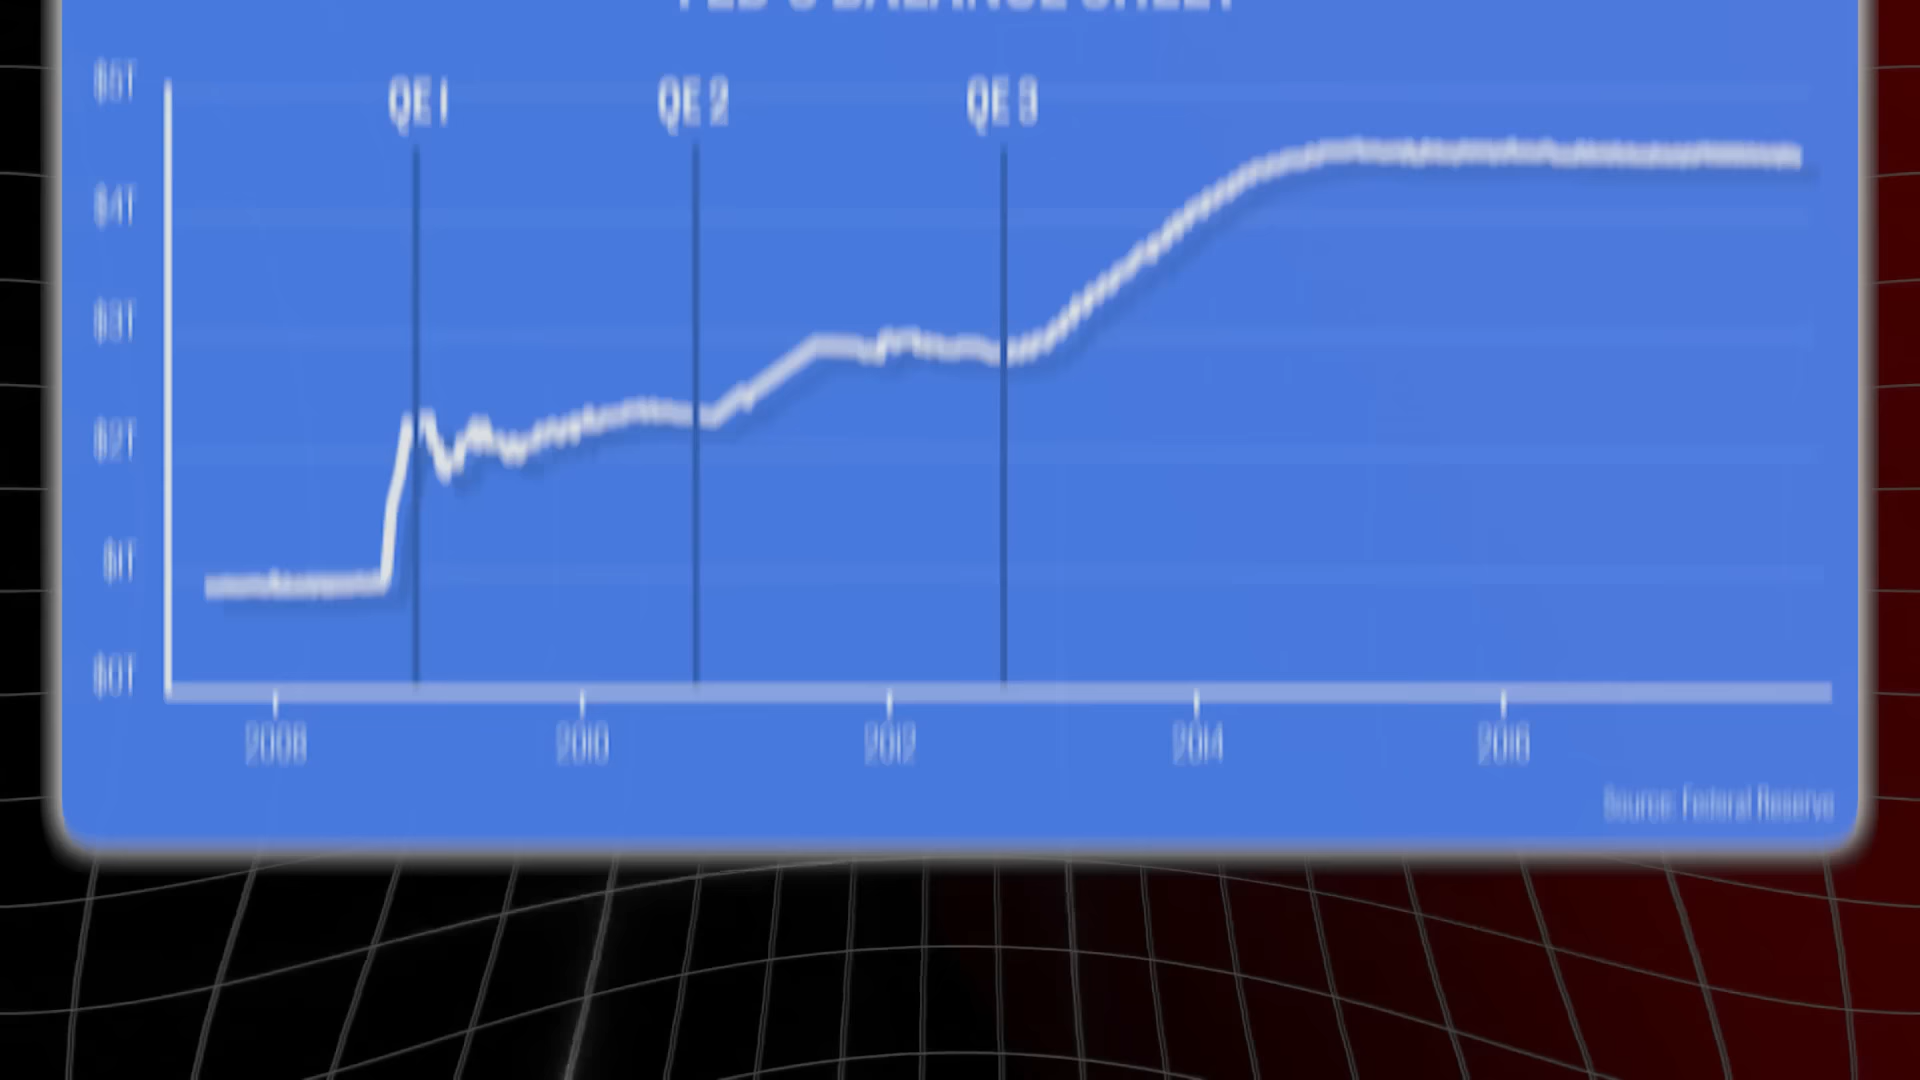 FED'S BALANCE SHEET
$5T
QE 1
QE 2
QE 3
$4T
$3T
$2T
$1T
$0T
2008
2010
2012
2014
2016
Source: Federal Reserve